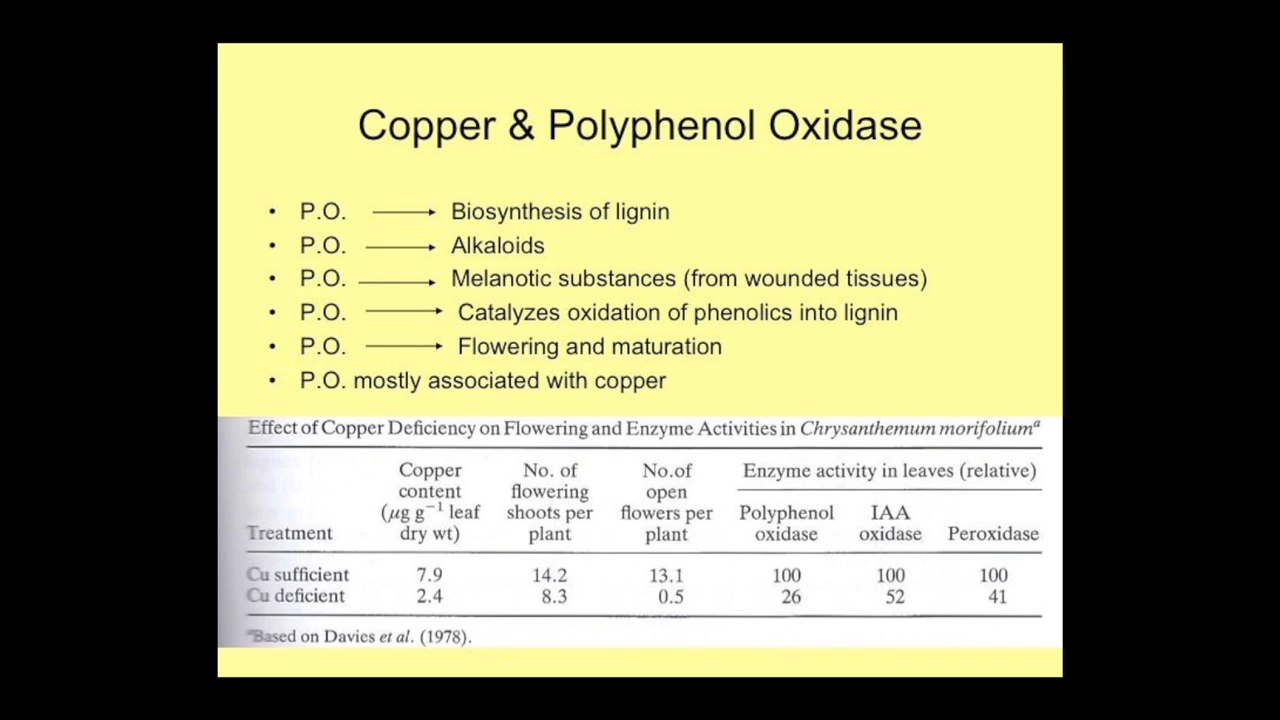 Copper & Polyphenol Oxidase
• P.O. → Biosynthesis of lignin
• P.O. → Alkaloids
• P.O. → Melanotic substances (from wounded tissues)
• P.O. → Catalyzes oxidation of phenolics into lignin
• P.O. → Flowering and maturation
• P.O. mostly associated with copper
Effect of Copper Deficiency on Flowering and Enzyme Activities in Chrysanthemum morifoliumᵃ
Copper No. of No.of Enzyme activity in leaves (relative)
content flowering open
(µg g⁻¹ leaf shoots per flowers per Polyphenol IAA
Treatment dry wt) plant plant oxidase oxidase Peroxidase
Cu sufficient 7.9 14.2 13.1 100 100 100
Cu deficient 2.4 8.3 0.5 26 52 41
ᵃBased on Davies et al. (1978).